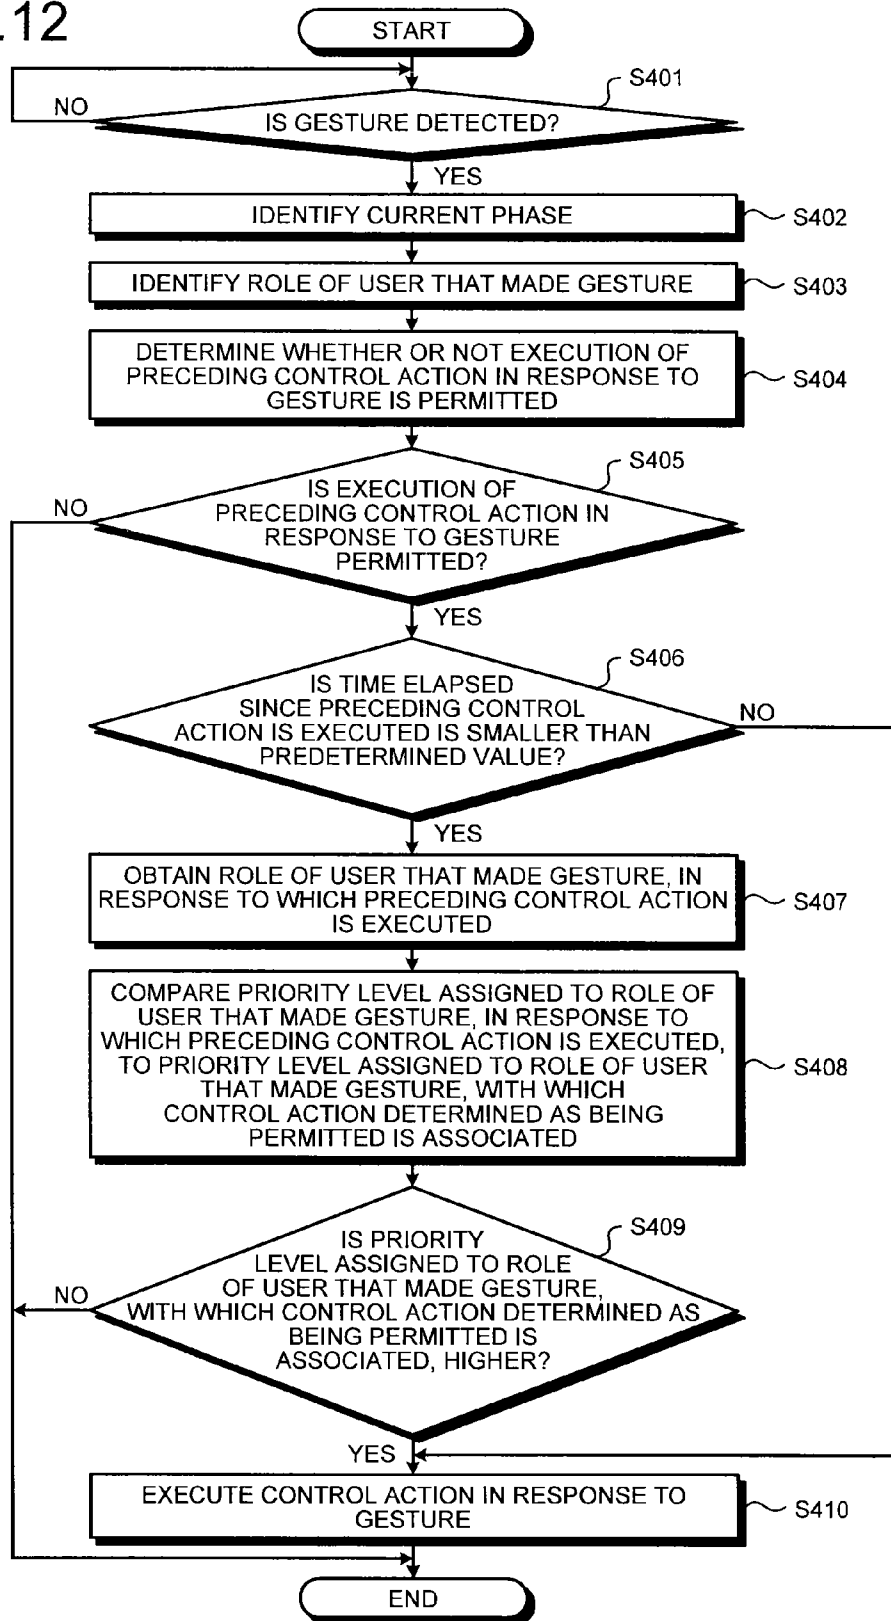 .12
START
S401
NO
IS GESTURE DETECTED?
YES
IDENTIFY CURRENT PHASE
S402
IDENTIFY ROLE OF USER THAT MADE GESTURE
S403
DETERMINE WHETHER OR NOT EXECUTION OF
PRECEDING CONTROL ACTION IN RESPONSE TO
GESTURE IS PERMITTED
S404
S405
NO
IS EXECUTION OF
PRECEDING CONTROL ACTION IN
RESPONSE TO GESTURE
PERMITTED?
YES
S406
IS TIME ELAPSED
SINCE PRECEDING CONTROL
ACTION IS EXECUTED IS SMALLER THAN
PREDETERMINED VALUE?
NO
YES
OBTAIN ROLE OF USER THAT MADE GESTURE, IN
RESPONSE TO WHICH PRECEDING CONTROL ACTION
IS EXECUTED
S407
COMPARE PRIORITY LEVEL ASSIGNED TO ROLE OF
USER THAT MADE GESTURE, IN RESPONSE TO
WHICH PRECEDING CONTROL ACTION IS EXECUTED,
TO PRIORITY LEVEL ASSIGNED TO ROLE OF USER
THAT MADE GESTURE, WITH WHICH
CONTROL ACTION DETERMINED AS BEING
PERMITTED IS ASSOCIATED
S408
S409
NO
IS PRIORITY
LEVEL ASSIGNED TO ROLE
OF USER THAT MADE GESTURE,
WITH WHICH CONTROL ACTION DETERMINED AS
BEING PERMITTED IS
ASSOCIATED, HIGHER?
YES
EXECUTE CONTROL ACTION IN RESPONSE TO
GESTURE
S410
END